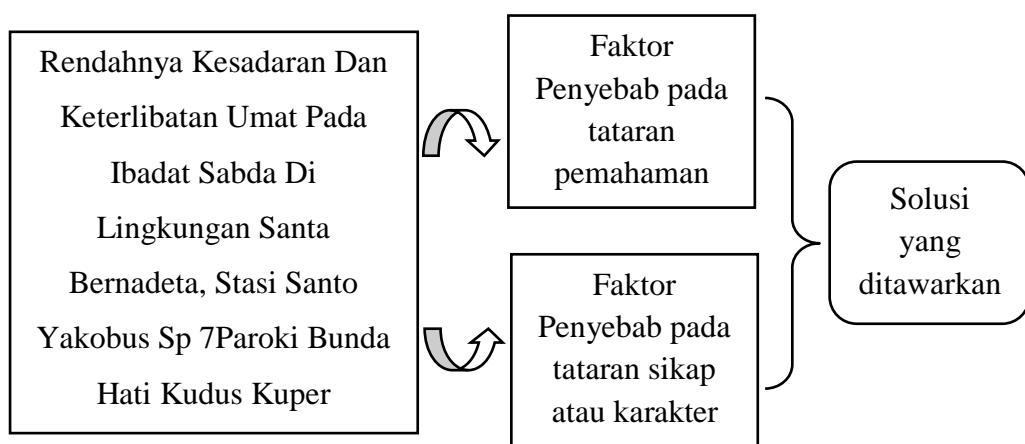 Rendahnya Kesadaran Dan
Keterlibatan Umat Pada
Ibadat Sabda Di
Lingkungan Santa
Bernadeta, Stasi Santo
Yakobus Sp 7Paroki Bunda
Hati Kudus Kuper
Faktor
Penyebab pada
tataran
pemahaman
Faktor
Penyebab pada
tataran sikap
atau karakter
Solusi
yang
ditawarkan